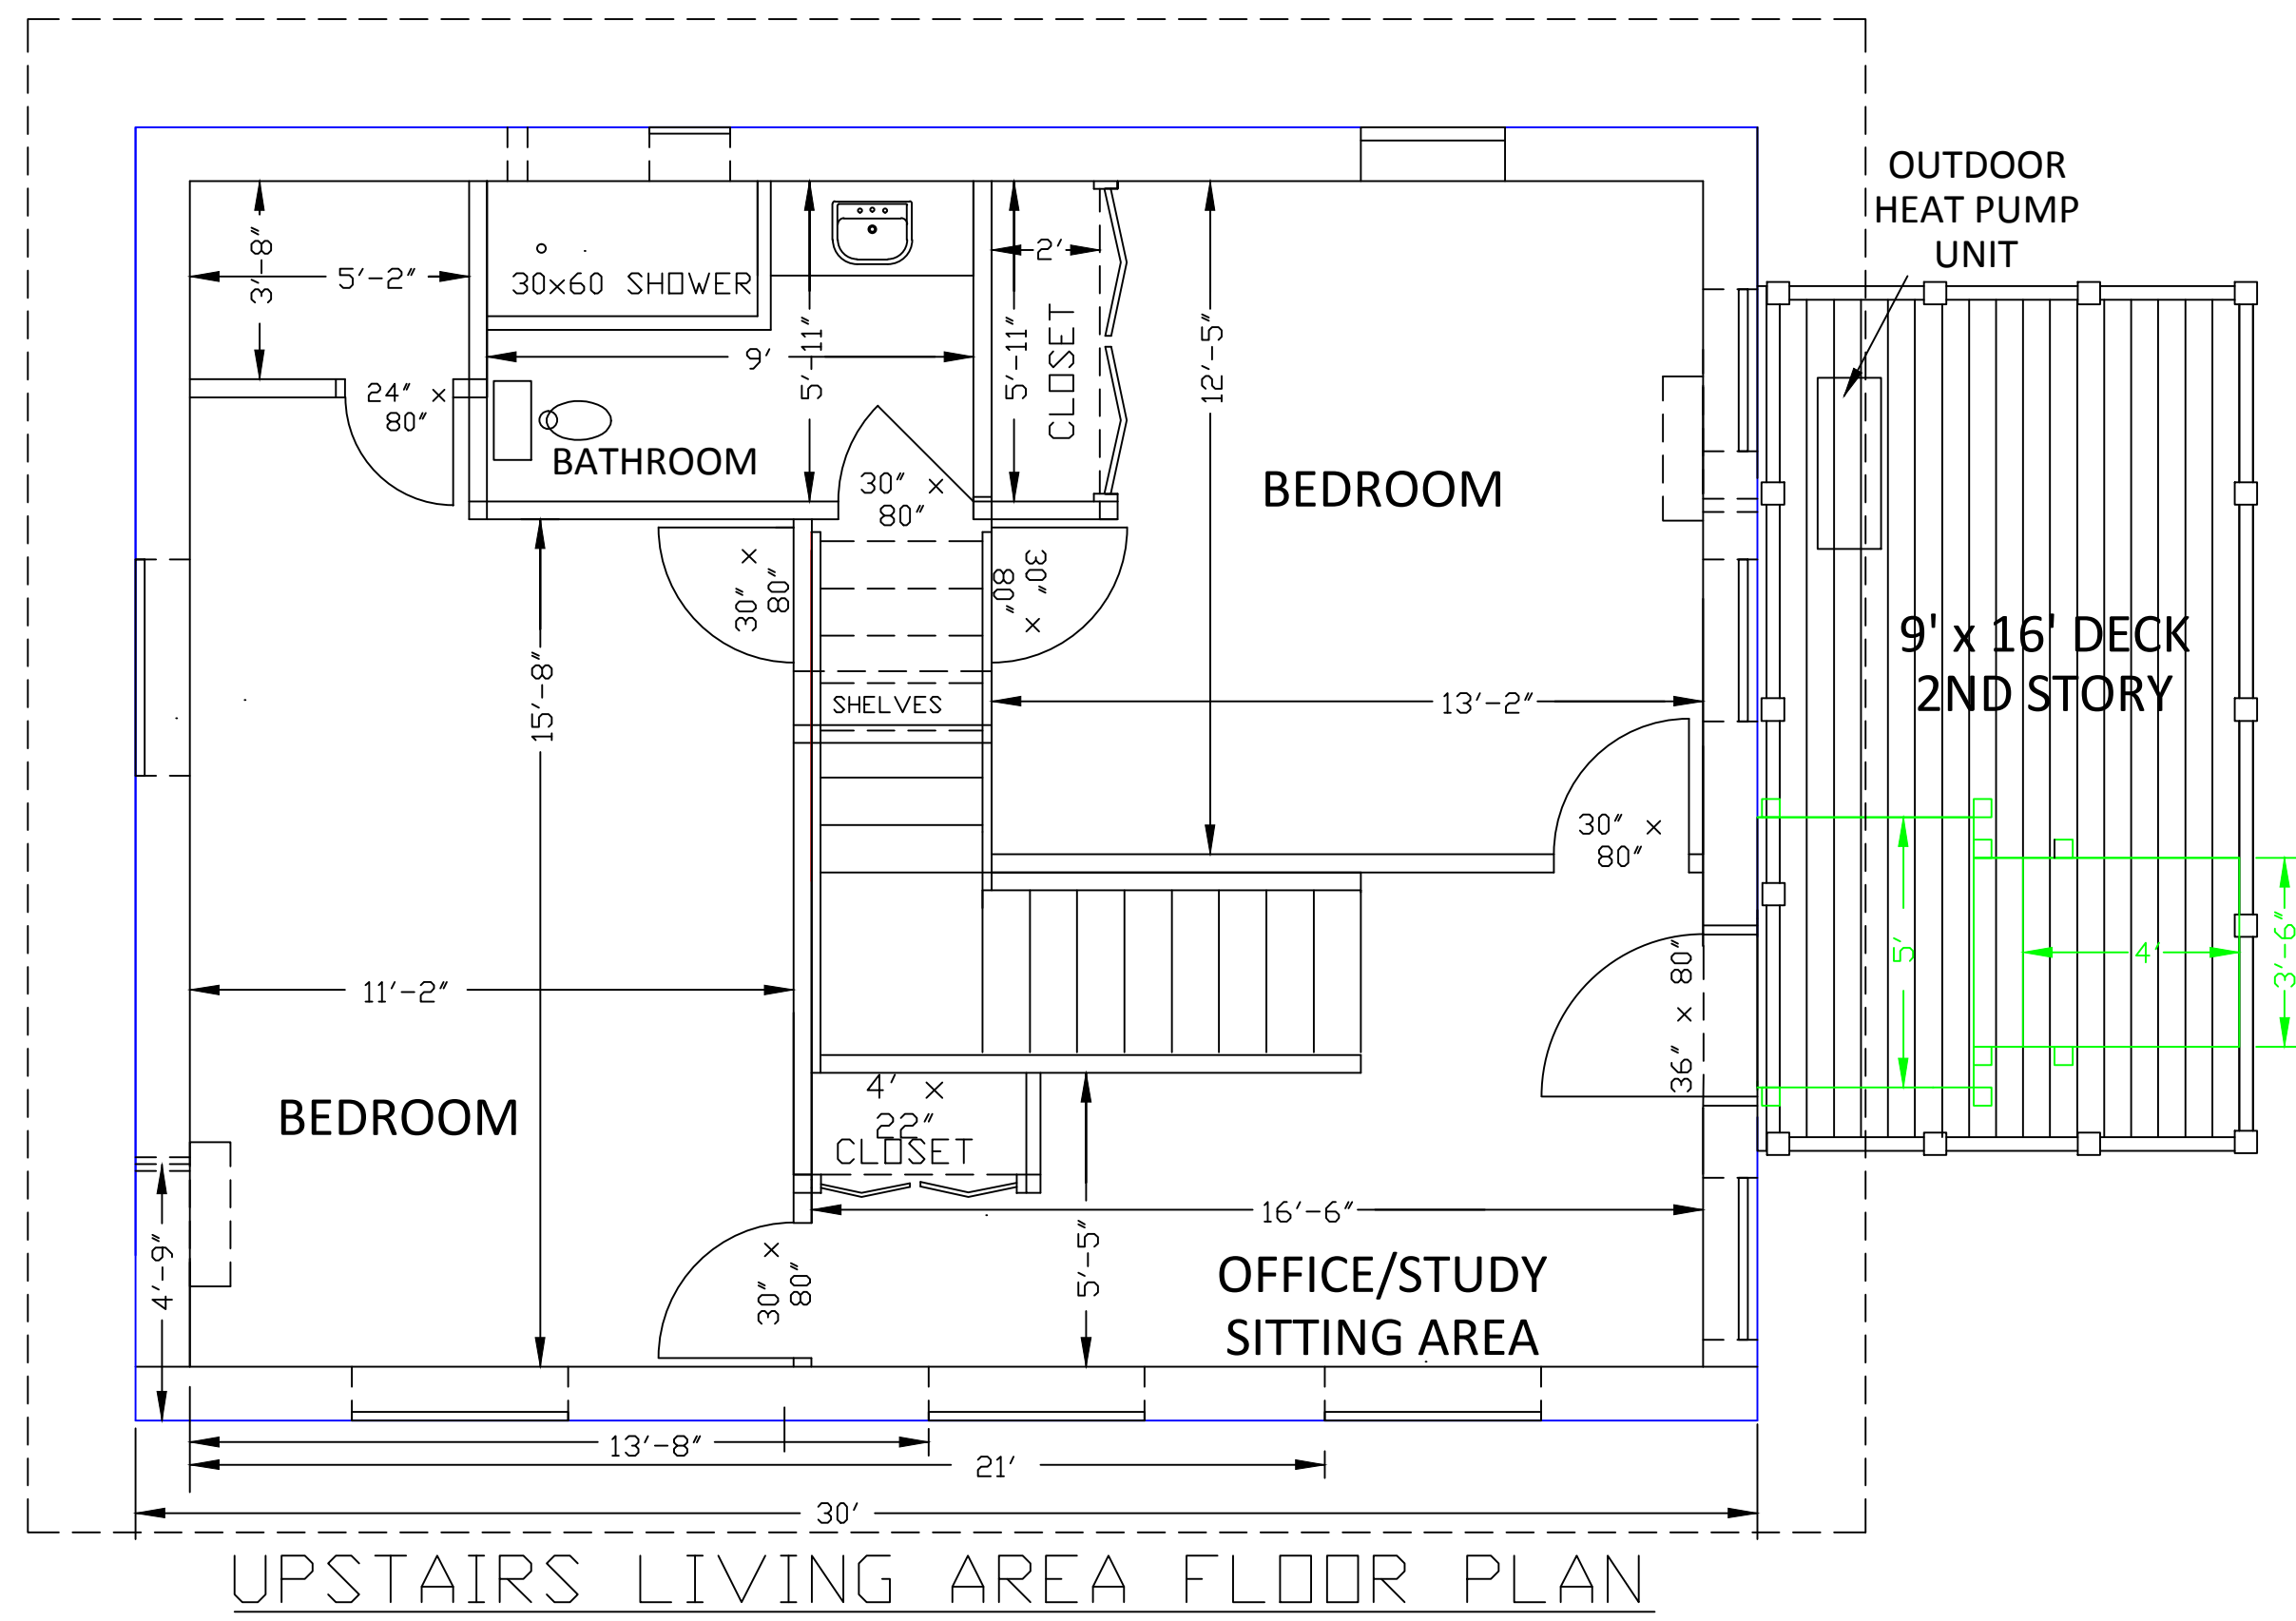 OUTDOOR
HEAT PUMP
UNIT
3'-8"
5'-2"
30x60 SHOWER
9'
5'-11"
5'-11"
2'
CLOSET
12'-5"
24" x
80"
BATHROOM
30" x
80"
BEDROOM
30" x
80"
30" x
80"
SHELVES
13'-2"
15'-8"
9' x 16' DECK
2ND STORY
30" x
80"
5'
4'
3'-6"
36" x 80"
11'-2"
BEDROOM
4' x
22"
CLOSET
16'-6"
4'-9"
30" x
80"
5'-5"
OFFICE/STUDY
SITTING AREA
13'-8"
21'
30'
UPSTAIRS LIVING AREA FLOOR PLAN